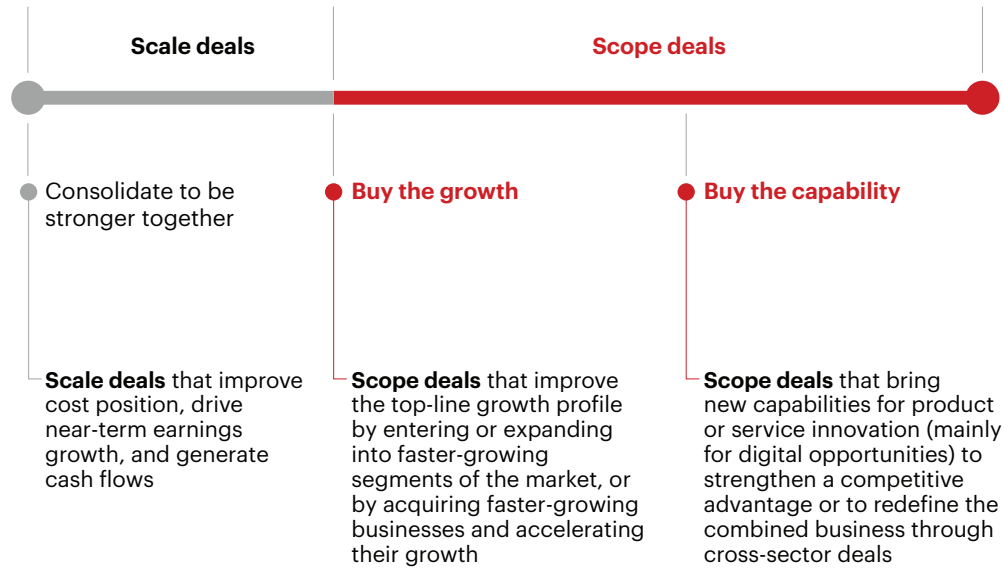 Scale deals
Scope deals
Consolidate to be
stronger together
Buy the growth
Buy the capability
Scale deals that improve
cost position, drive
near-term earnings
growth, and generate
cash flows
Scope deals that improve
the top-line growth profile
by entering or expanding
into faster-growing
segments of the market, or
by acquiring faster-growing
businesses and accelerating
their growth
Scope deals that bring
new capabilities for product
or service innovation (mainly
for digital opportunities) to
strengthen a competitive
advantage or to redefine the
combined business through
cross-sector deals